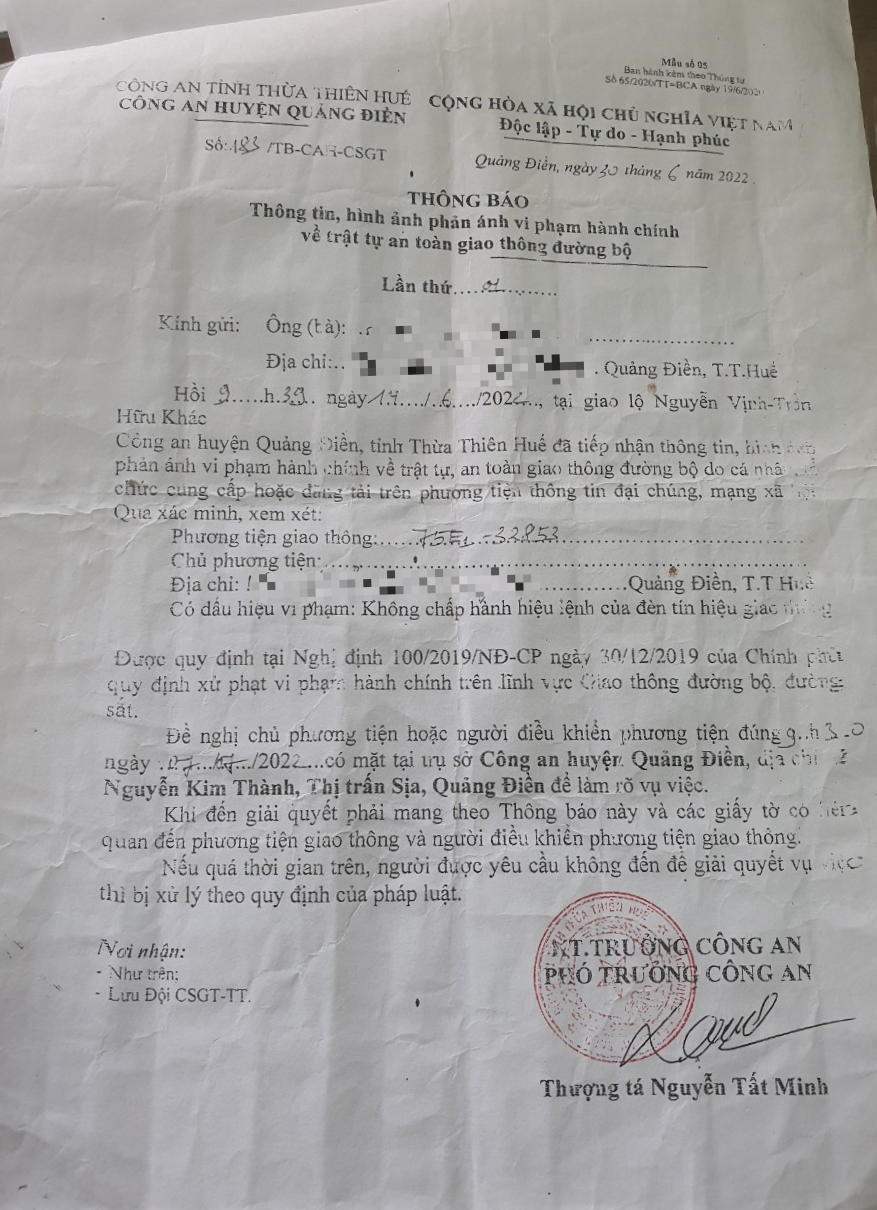 Mẫu số 05
Ban hành kèm theo Thông tư
Số 65/2020/TT-BCA ngày 19/6/2020
CÔNG AN TỈNH THỪA THIÊN HUẾ
CÔNG AN HUYỆN QUẢNG ĐIỀN
CỘNG HÒA XÃ HỘI CHỦ NGHĨA VIỆT NAM
Độc lập - Tự do - Hạnh phúc
Số:183/TB-CAH-CSGT
Quảng Điền, ngày 30 tháng 6 năm 2022
THÔNG BÁO
Thông tin, hình ảnh phản ánh vi phạm hành chính
về trật tự an toàn giao thông đường bộ
Lần thứ....01..........
Kính gửi: Ông (bà):
Địa chỉ:.. . Quảng Điền, T.T.Huế
Hồi 9.....h.39.. ngày ..../..6.../2022.., tại giao lộ Nguyễn Vịnh-Trần
Hữu Khác
Công an huyện Quảng Điền, tỉnh Thừa Thiên Huế đã tiếp nhận thông tin, hình ảnh
phản ánh vi phạm hành chính về trật tự, an toàn giao thông đường bộ do cá nhân, tổ
chức cung cấp hoặc đăng tải trên phương tiện thông tin đại chúng, mạng xã hội
Qua xác minh, xem xét:
Phương tiện giao thông:......75E1.-32853..........
Chủ phương tiện:
Địa chỉ: .............Quảng Điền, T.T Huế
Có dấu hiệu vi phạm: Không chấp hành hiệu lệnh của đèn tín hiệu giao thông
Được quy định tại Nghị định 100/2019/NĐ-CP ngày 30/12/2019 của Chính phủ
quy định xử phạt vi phạm hành chính trên lĩnh vực Giao thông đường bộ, đường
sắt.
Đề nghị chủ phương tiện hoặc người điều khiển phương tiện đúng 9..h30
ngày .07.../..../2022....có mặt tại trụ sở Công an huyện Quảng Điền, địa chỉ
Nguyễn Kim Thành, Thị trấn Sịa, Quảng Điền để làm rõ vụ việc.
Khi đến giải quyết phải mang theo Thông báo này và các giấy tờ có liên
quan đến phương tiện giao thông và người điều khiển phương tiện giao thông.
Nếu quá thời gian trên, người được yêu cầu không đến để giải quyết vụ việc
thì bị xử lý theo quy định của pháp luật.
Nơi nhận:
- Như trên;
- Lưu Đội CSGT-TT.
KT.TRƯỞNG CÔNG AN
PHÓ TRƯỞNG CÔNG AN
Thượng tá Nguyễn Tất Minh